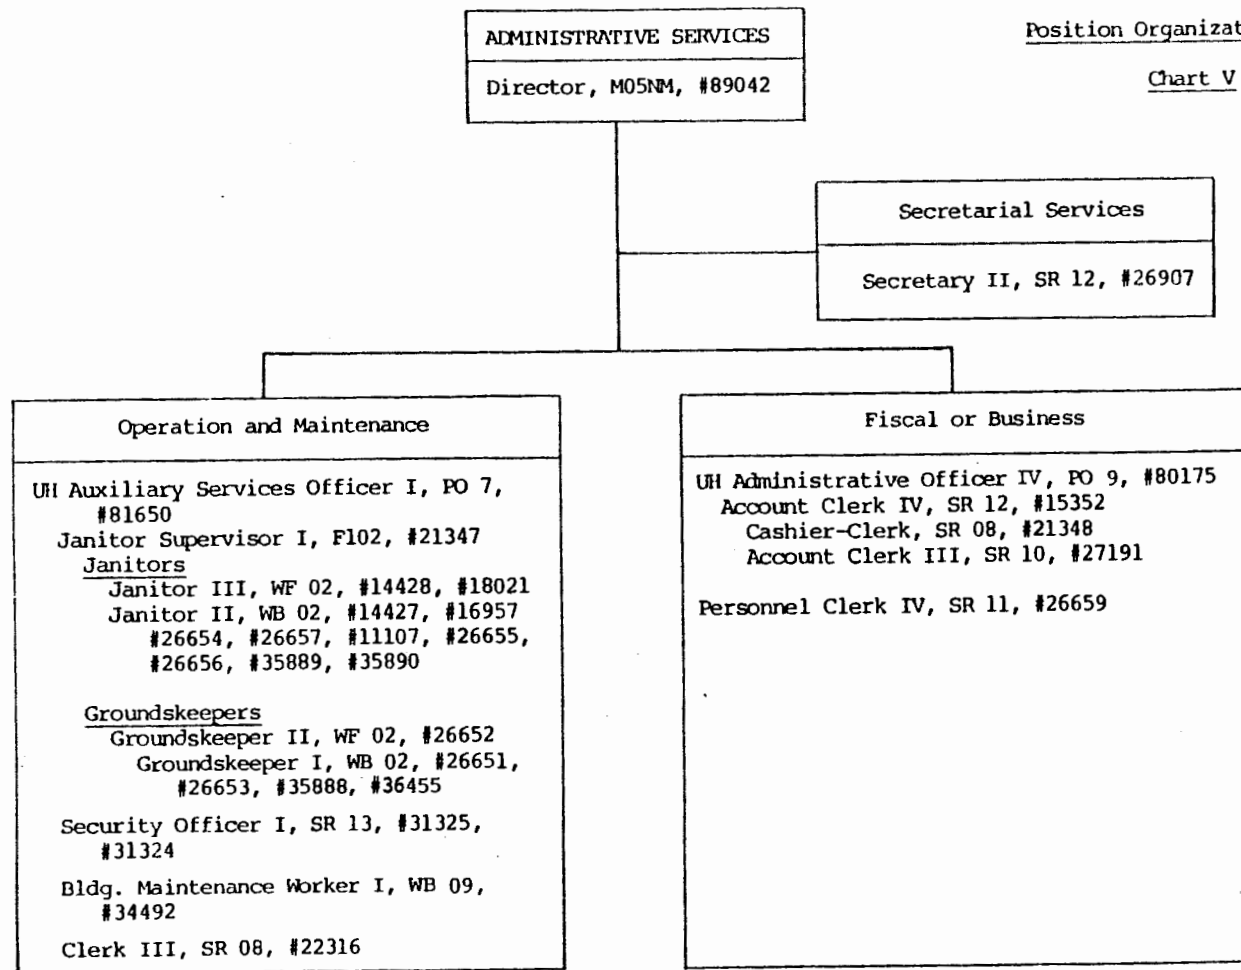 Position Organizat
Chart V
ADMINISTRATIVE SERVICES
Director, M05NM, #89042
Secretarial Services
Secretary II, SR 12, #26907
Operation and Maintenance
UH Auxiliary Services Officer I, PO 7,
#81650
Janitor Supervisor I, F102, #21347
Janitors
Janitor III, WF 02, #14428, #18021
Janitor II, WB 02, #14427, #16957
#26654, #26657, #11107, #26655,
#26656, #35889, #35890
Groundskeepers
Groundskeeper II, WF 02, #26652
Groundskeeper I, WB 02, #26651,
#26653, #35888, #36455
Security Officer I, SR 13, #31325,
#31324
Bldg. Maintenance Worker I, WB 09,
#34492
Clerk III, SR 08, #22316
Fiscal or Business
UH Administrative Officer IV, PO 9, #80175
Account Clerk IV, SR 12, #15352
Cashier-Clerk, SR 08, #21348
Account Clerk III, SR 10, #27191
Personnel Clerk IV, SR 11, #26659